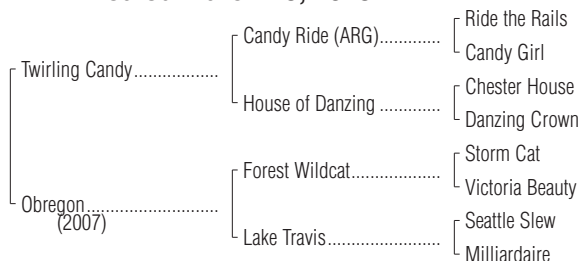 Ride the Rails
Candy Ride (ARG).............
Candy Girl
Twirling Candy..................
Chester House
House of Danzing .............
Danzing Crown
Storm Cat
Forest Wildcat...................
Victoria Beauty
Obregon............................
(2007)
Seattle Slew
Lake Travis.......................
Milliardaire